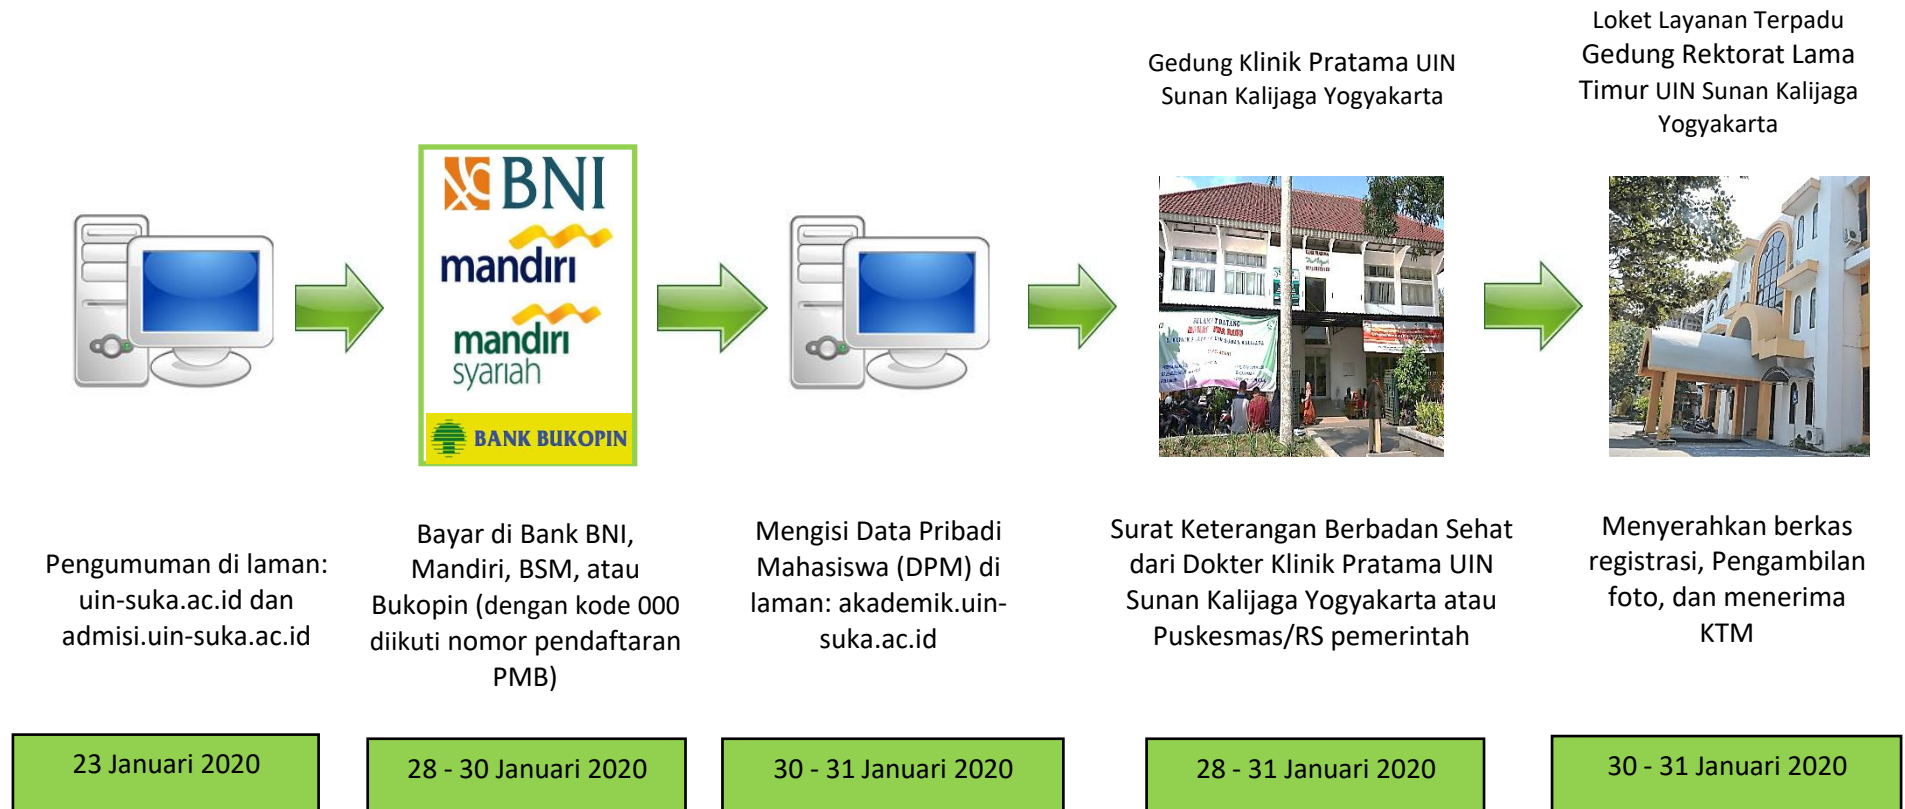 Loket Layanan Terpadu
Gedung Rektorat Lama
Timur UIN Sunan Kalijaga
Yogyakarta
Gedung Klinik Pratama UIN
Sunan Kalijaga Yogyakarta
BNI
mandiri
mandiri
syariah
BANK BUKOPIN
SELAMAT DATANG
Pengumuman di laman:
uin-suka.ac.id dan
admisi.uin-suka.ac.id
Bayar di Bank BNI,
Mandiri, BSM, atau
Bukopin (dengan kode 000
diikuti nomor pendaftaran
PMB)
Mengisi Data Pribadi
Mahasiswa (DPM) di
laman: akademik.uin-
suka.ac.id
Surat Keterangan Berbadan Sehat
dari Dokter Klinik Pratama UIN
Sunan Kalijaga Yogyakarta atau
Puskesmas/RS pemerintah
Menyerahkan berkas
registrasi, Pengambilan
foto, dan menerima
KTM
23 Januari 2020
28 - 30 Januari 2020
30 - 31 Januari 2020
28 - 31 Januari 2020
30 - 31 Januari 2020